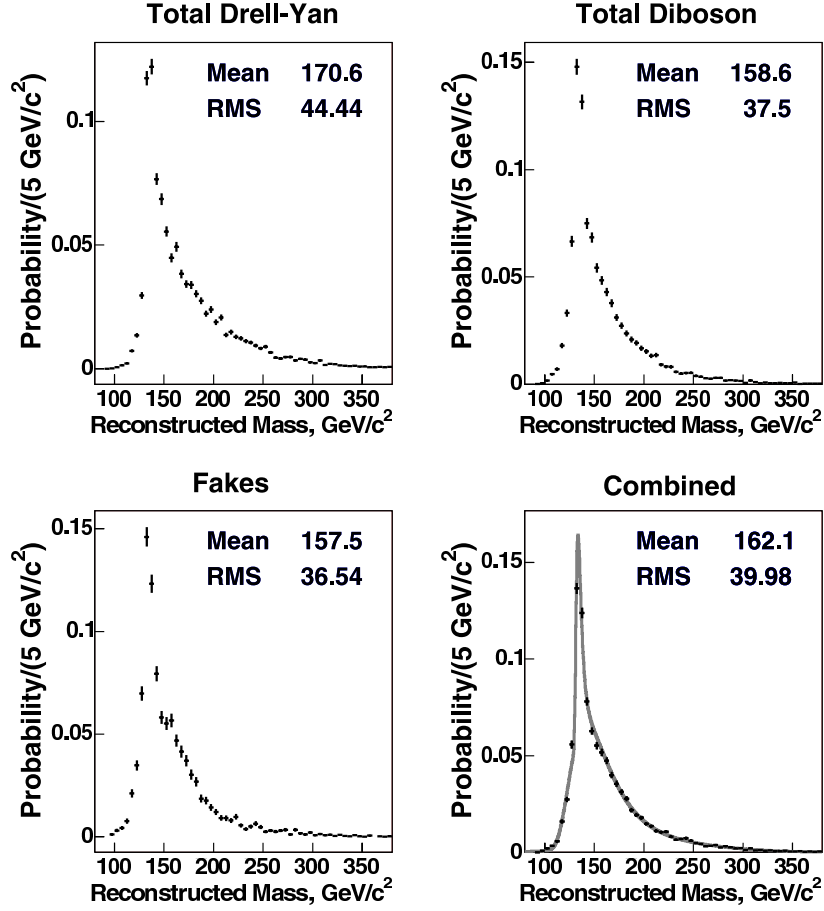 Total Drell-Yan
Mean 170.6
RMS 44.44
0.1
0.05
0
100 150 200 250 300 350
Probability/(5 GeV/c²)
Reconstructed Mass, GeV/c²
Total Diboson
Mean 158.6
RMS 37.5
0.15
0.1
0.05
0
100 150 200 250 300 350
Probability/(5 GeV/c²)
Reconstructed Mass, GeV/c²
Fakes
Mean 157.5
RMS 36.54
0.15
0.1
0.05
0
100 150 200 250 300 350
Probability/(5 GeV/c²)
Reconstructed Mass, GeV/c²
Combined
Mean 162.1
RMS 39.98
0.15
0.1
0.05
0
100 150 200 250 300 350
Probability/(5 GeV/c²)
Reconstructed Mass, GeV/c²